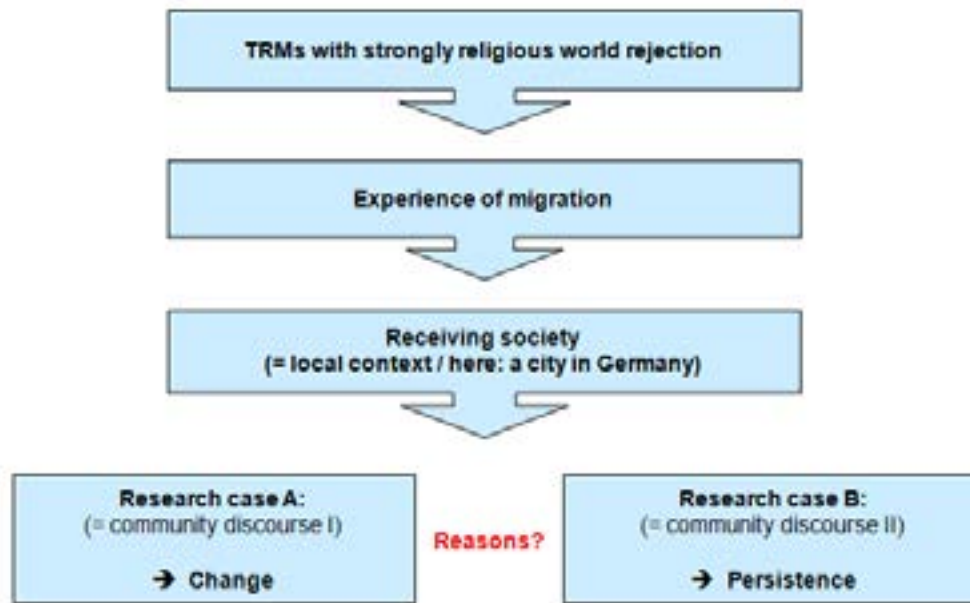 TRMs with strongly religious world rejection
Experience of migration
Receiving society
(= local context / here: a city in Germany)
Research case A:
(= community discourse I)
→ Change
Reasons?
Research case B:
(= community discourse II)
→ Persistence